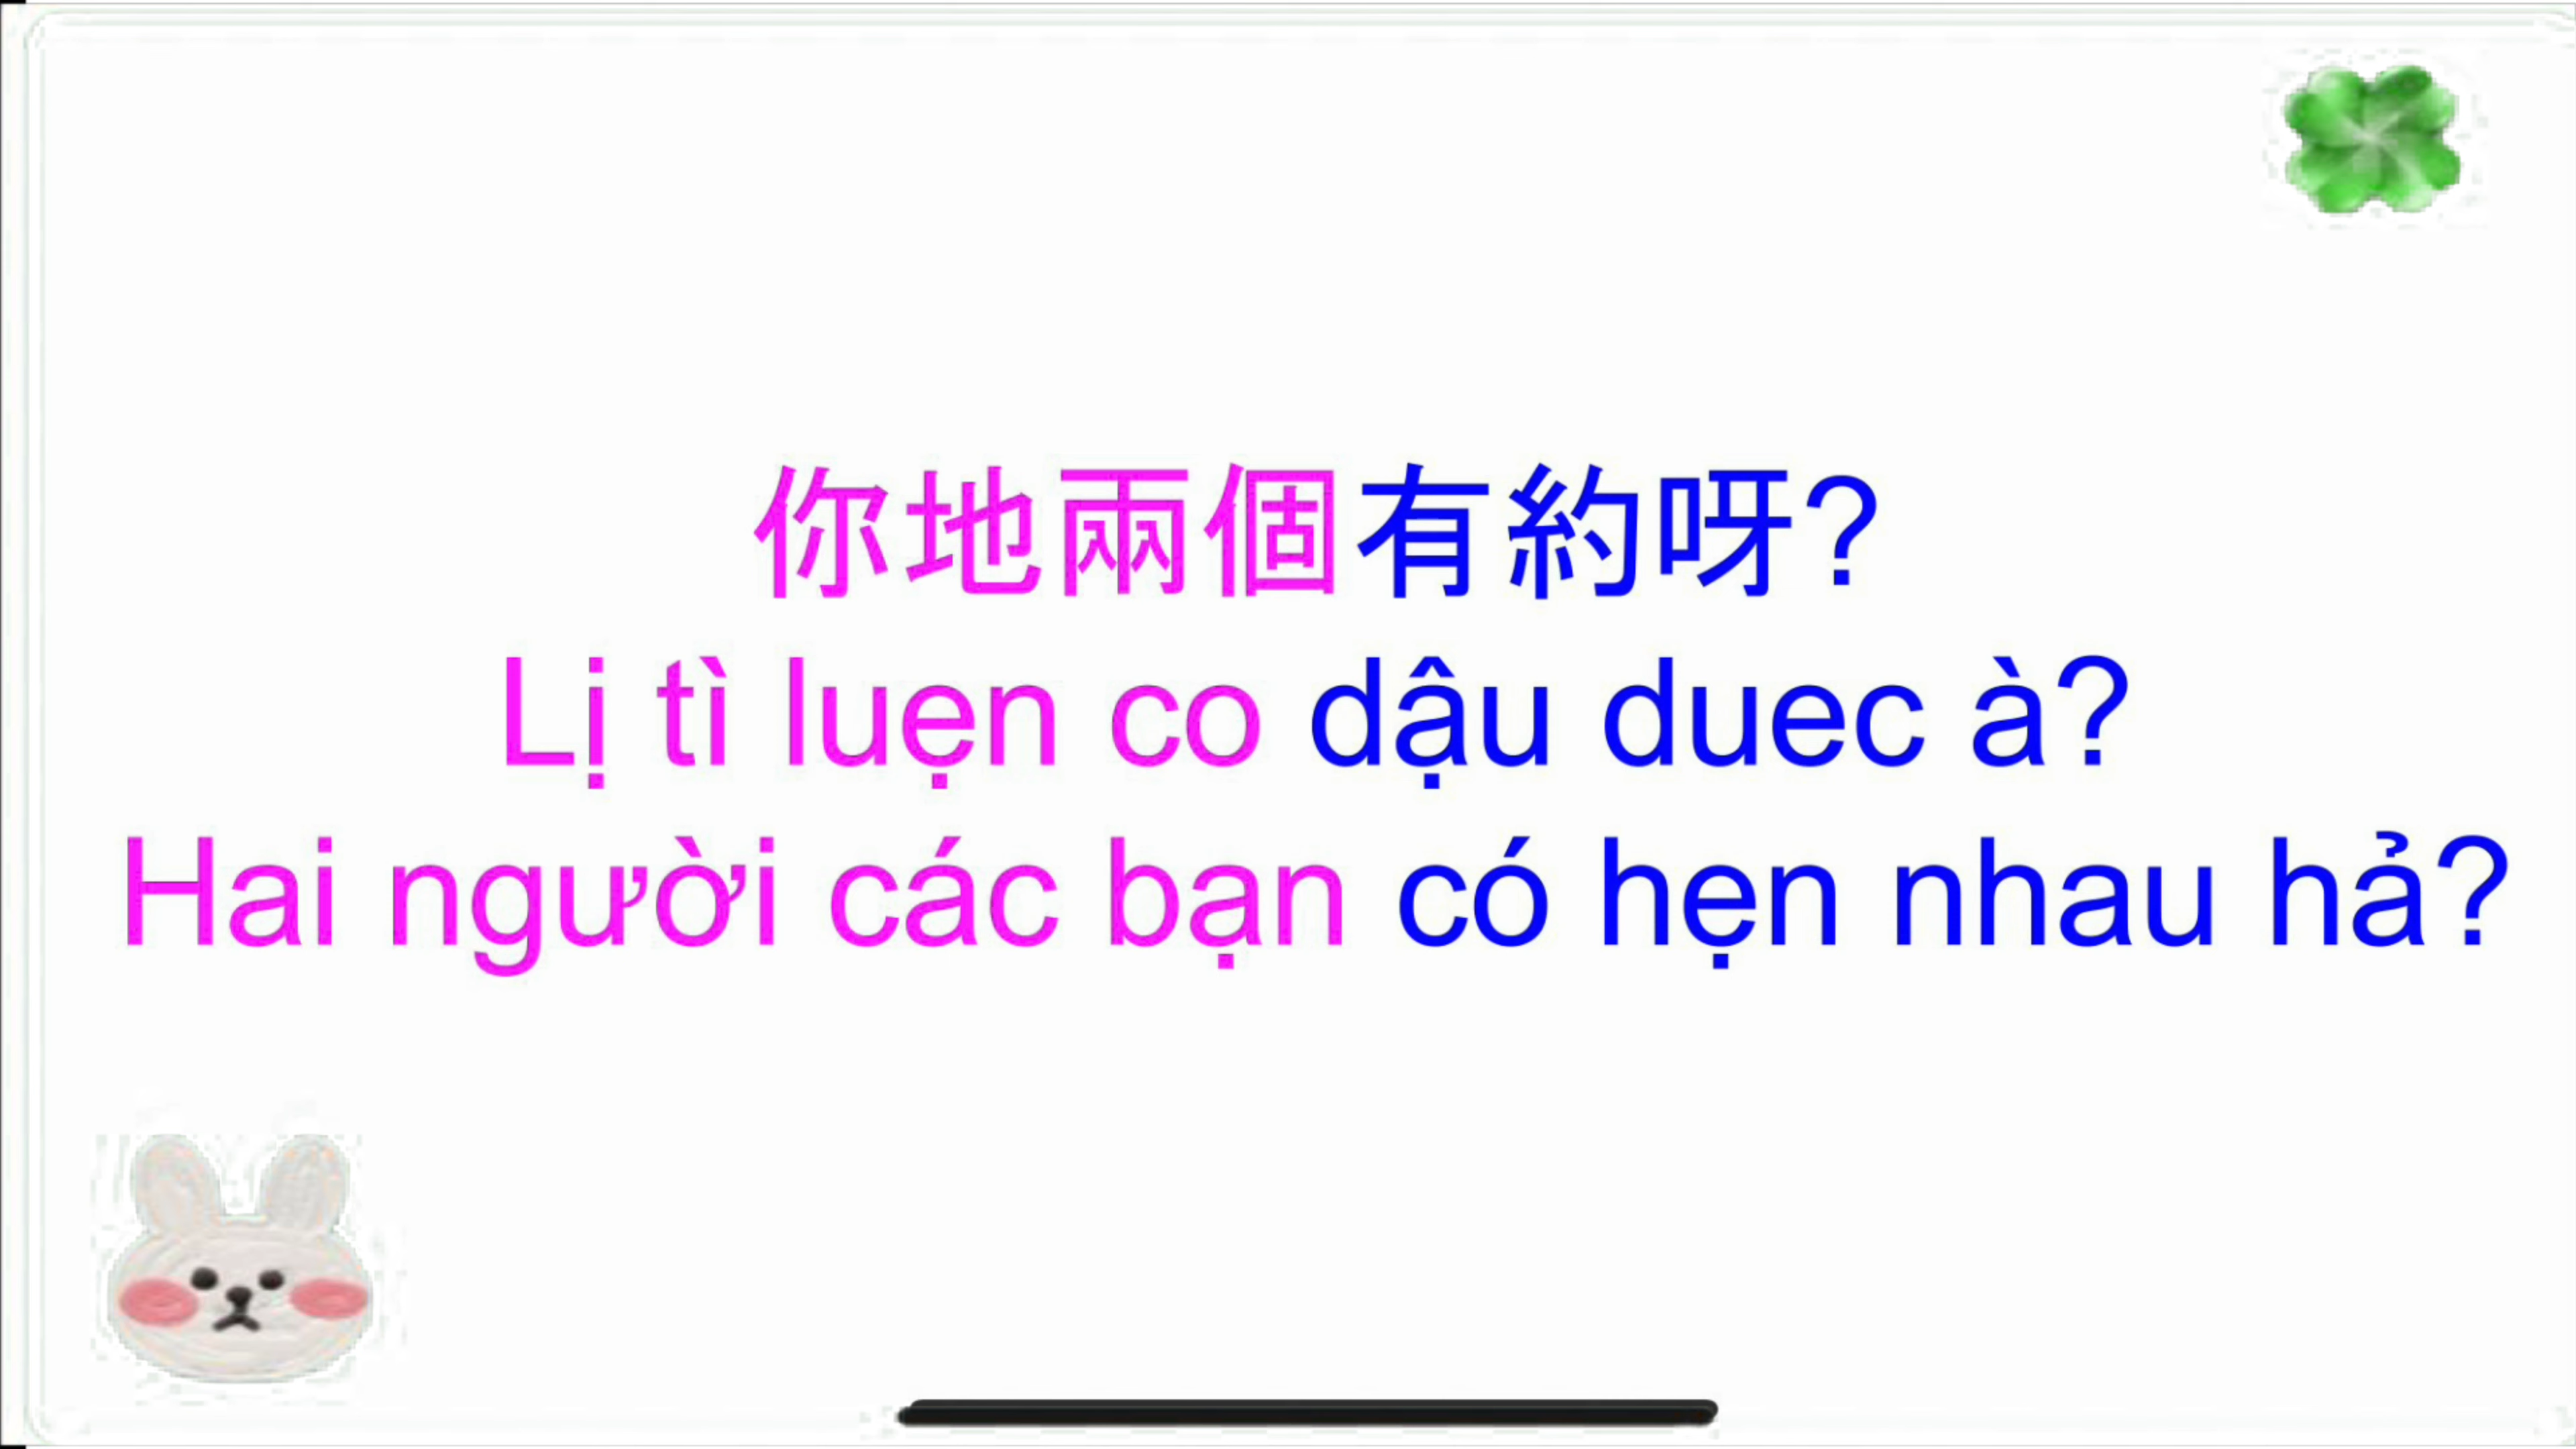 你地兩個有約呀?
Lị tì luẹn co dậu duec à?
Hai người các bạn có hẹn nhau hả?